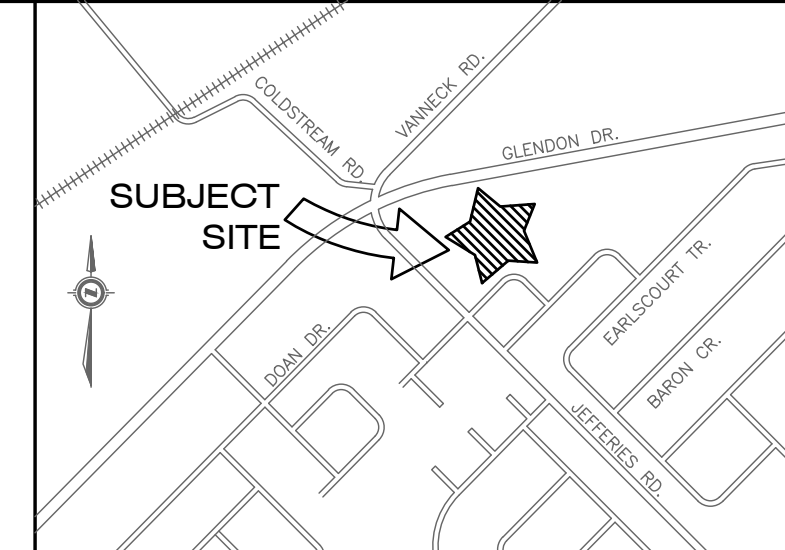 COLDSTREAM RD.
VANNECK RD.
GLENDON DR.
SUBJECT
SITE
EARLSCOURT TR.
DOAN DR.
BARON CR.
JEFFERIES RD.
N